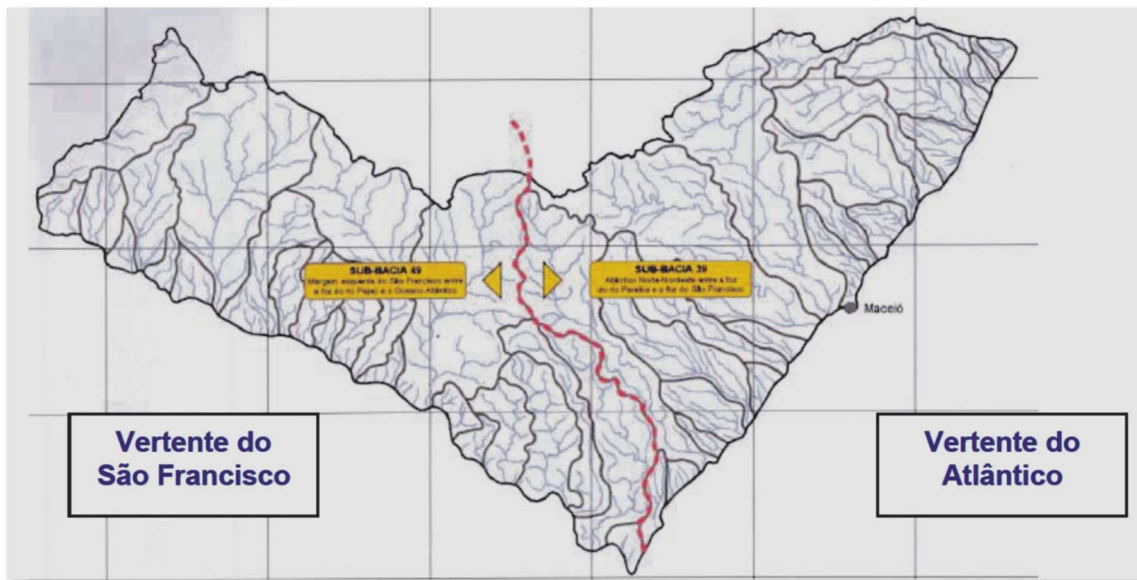 SUB-BACIA 49
Margem esquerda do São Francisco entre
a foz do rio Pajeú e o Oceano Atlântico
SUB-BACIA 39
Atlântico Norte-Nordeste entre a foz
do rio Paraíba e a foz do São Francisco
Maceió
Vertente do
São Francisco
Vertente do
Atlântico